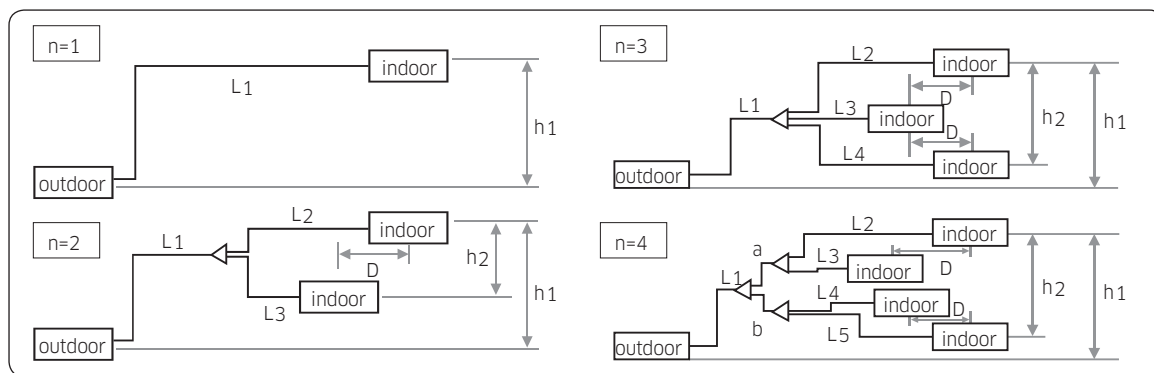 n=1
indoor
L1
h1
outdoor
n=2
L1
L2
indoor
D
h2
h1
indoor
L3
outdoor
n=3
L2
indoor
D
L1
L3
indoor
h2
h1
D
L4
indoor
outdoor
n=4
L2
indoor
a
L3
indoor
D
L1
L4
indoor
h2
h1
D
b
L5
indoor
outdoor